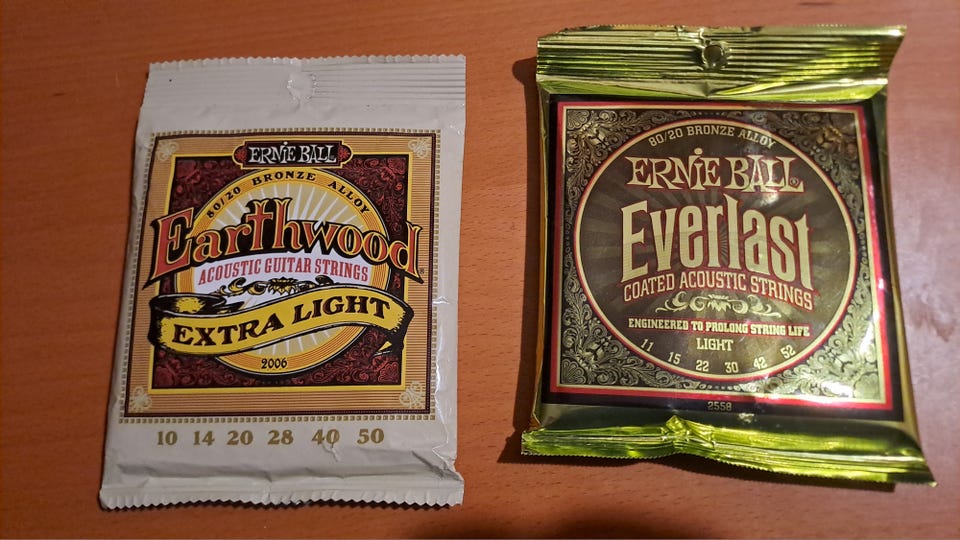 ERNIE BALL
80/20 BRONZE ALLOY
Earthwood
ACOUSTIC GUITAR STRINGS
EXTRA LIGHT
2006
10 14 20 28 40 50
80/20 BRONZE ALLOY
ERNIE BALL®
Everlast
COATED ACOUSTIC STRINGS
ENGINEERED TO PROLONG STRING LIFE
LIGHT
11 15 22 30 42 52
2558